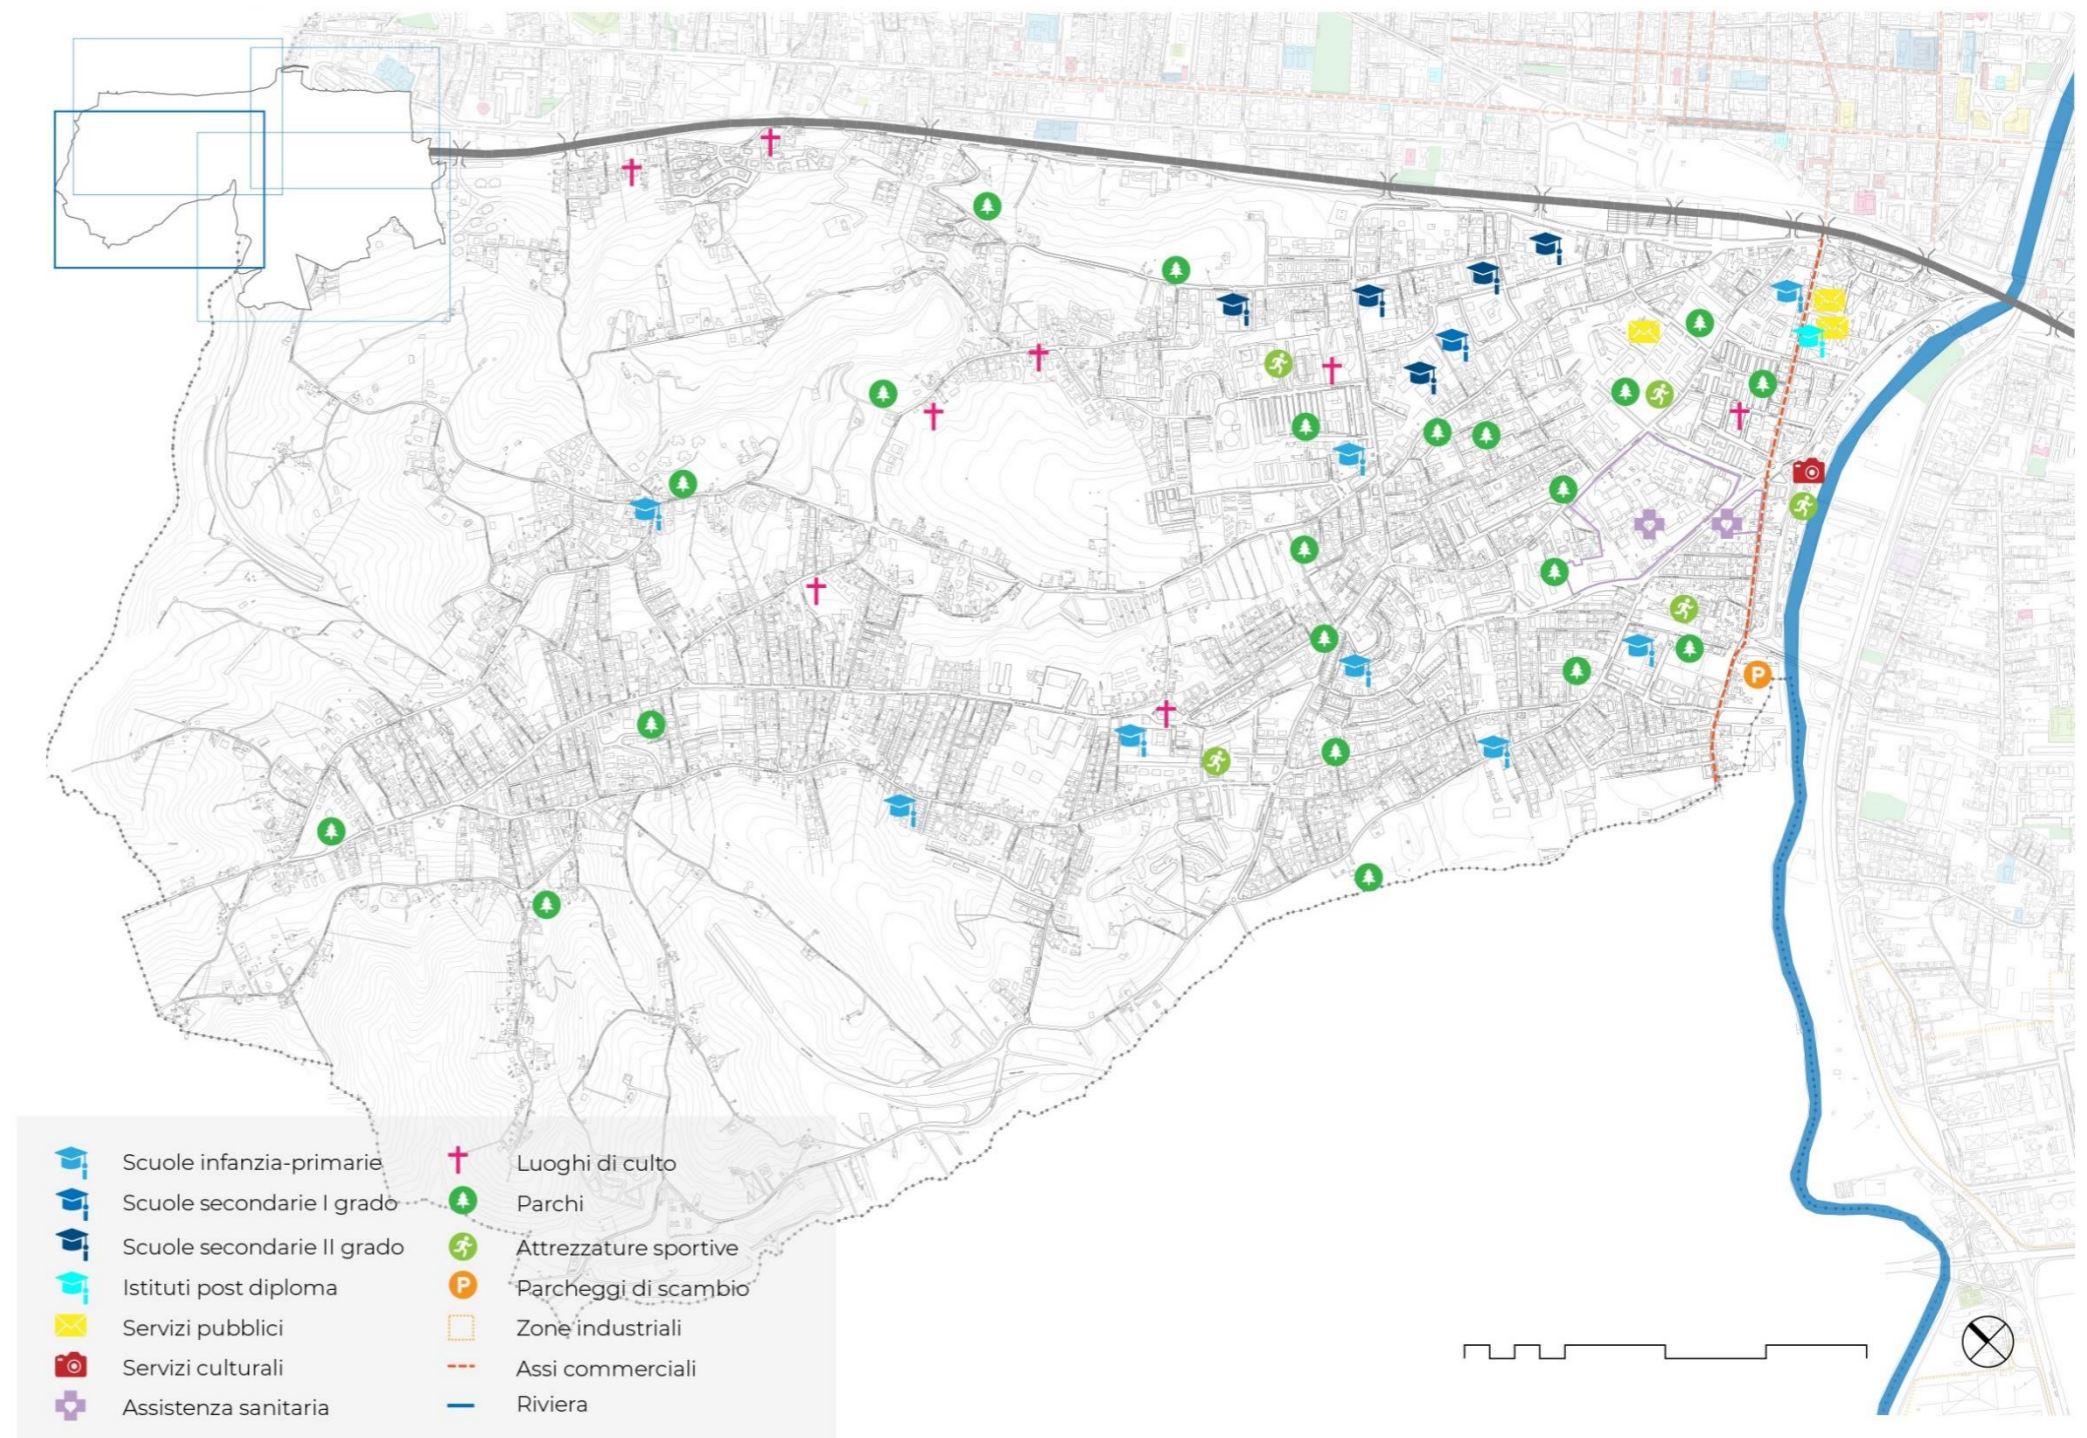 Scuole infanzia-primarie
Scuole secondarie I grado
Scuole secondarie II grado
Istituti post diploma
Servizi pubblici
Servizi culturali
Assistenza sanitaria
Luoghi di culto
Parchi
Attrezzature sportive
P
Parcheggi di scambio
Zone industriali
Assi commerciali
Riviera
P